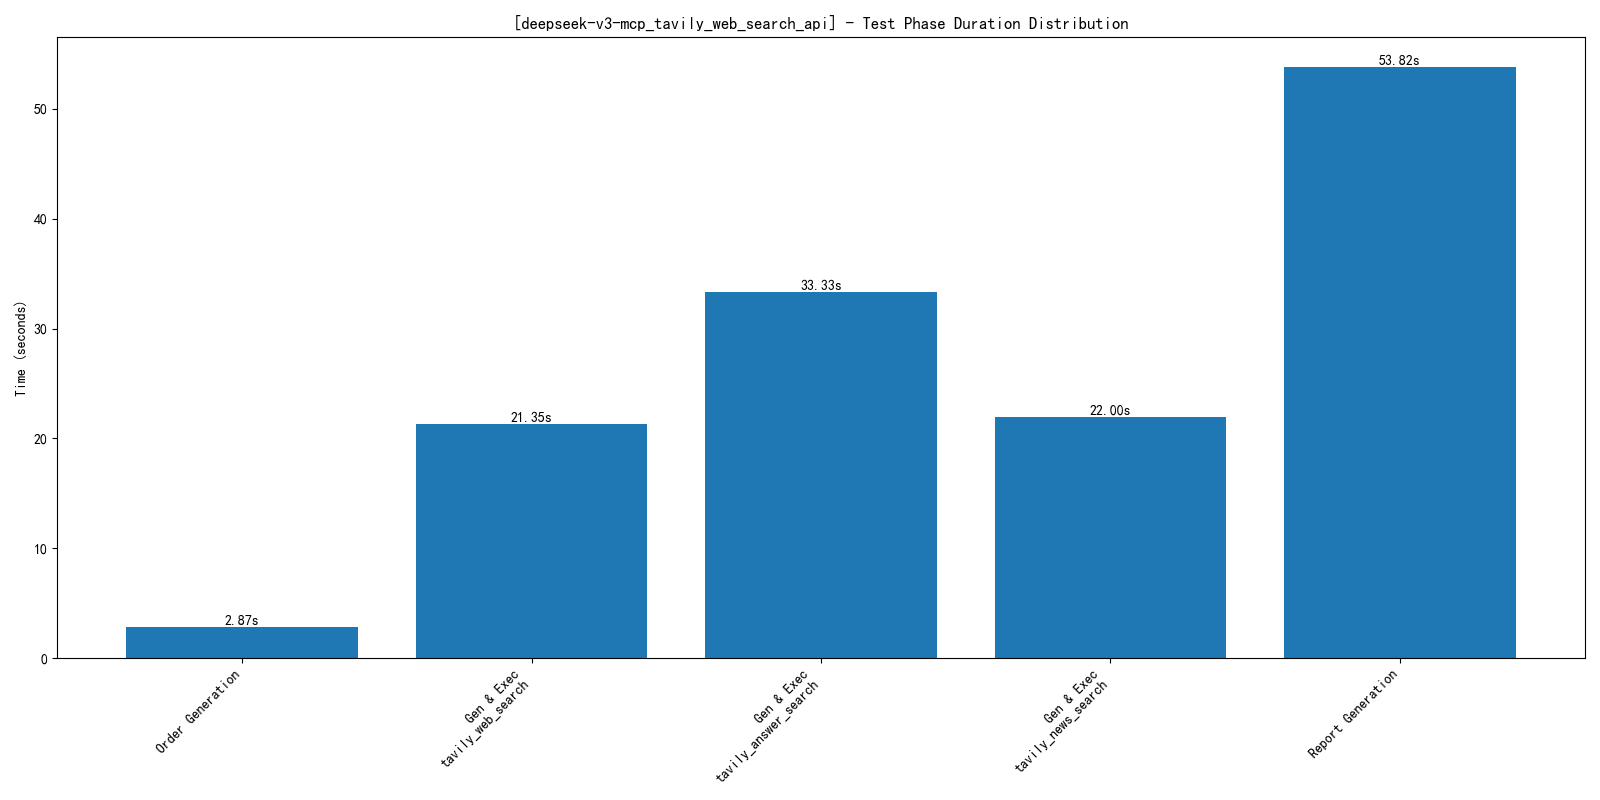 [deepseek-v3-mcp_tavily_web_search_api] - Test Phase Duration Distribution
53.82s
50
40
33.33s
30
Time (seconds)
21.35s
22.00s
20
10
2.87s
0
Order Generation
Gen & Exec
tavily_web_search
Gen & Exec
tavily_answer_search
Gen & Exec
tavily_news_search
Report Generation